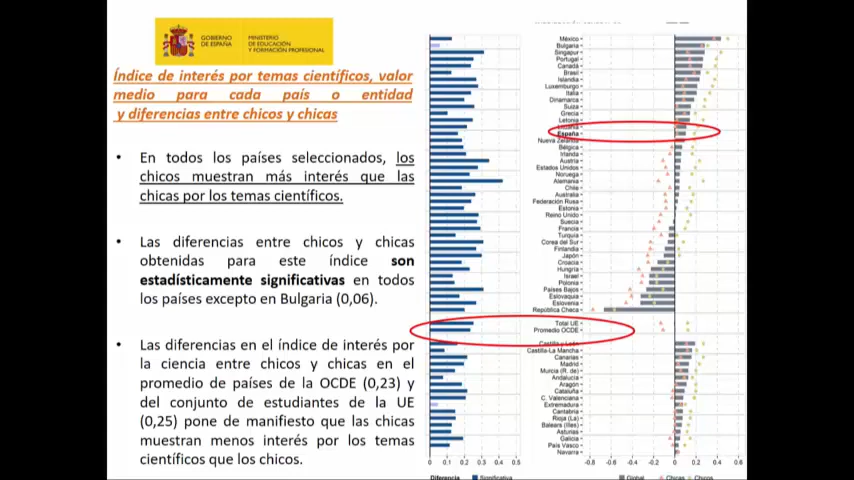 GOBIERNO
DE ESPAÑA
MINISTERIO
DE EDUCACIÓN
Y FORMACIÓN PROFESIONAL
Índice de interés por temas científicos, valor
medio para cada país o entidad
y diferencias entre chicos y chicas
• En todos los países seleccionados, los
chicos muestran más interés que las
chicas por los temas científicos.
• Las diferencias entre chicos y chicas
obtenidas para este índice son
estadísticamente significativas en todos
los países excepto en Bulgaria (0,06).
• Las diferencias en el índice de interés por
la ciencia entre chicos y chicas en el
promedio de países de la OCDE (0,23) y
del conjunto de estudiantes de la UE
(0,25) pone de manifiesto que las chicas
muestran menos interés por los temas
científicos que los chicos.
México
Bulgaria
Singapur
Portugal
Canadá
Brasil
Islandia
Luxemburgo
Italia
Dinamarca
Suiza
Grecia
Letonia
España
Nueva Zelanda
Bélgica
Irlanda
Austria
Estados Unidos
Noruega
Alemania
Chile
Australia
Federación Rusa
Estonia
Reino Unido
Suecia
Francia
Turquía
Corea del Sur
Finlandia
Japón
Croacia
Hungría
Israel
Polonia
Países Bajos
Eslovaquia
Eslovenia
República Checa
Total UE
Promedio OCDE
Castilla y León
Castilla-La Mancha
Canarias
Madrid
Murcia (R. de)
Andalucía
Aragón
Cataluña
C. Valenciana
Extremadura
Cantabria
Rioja (La)
Balears (Illes)
Asturias
Galicia
País Vasco
Navarra
0 0.1 0.2 0.3 0.4 0.5
-0.8 -0.6 -0.4 -0.2 0 0.2 0.4 0.6
Diferencia Significativa
Global Chicas Chicos